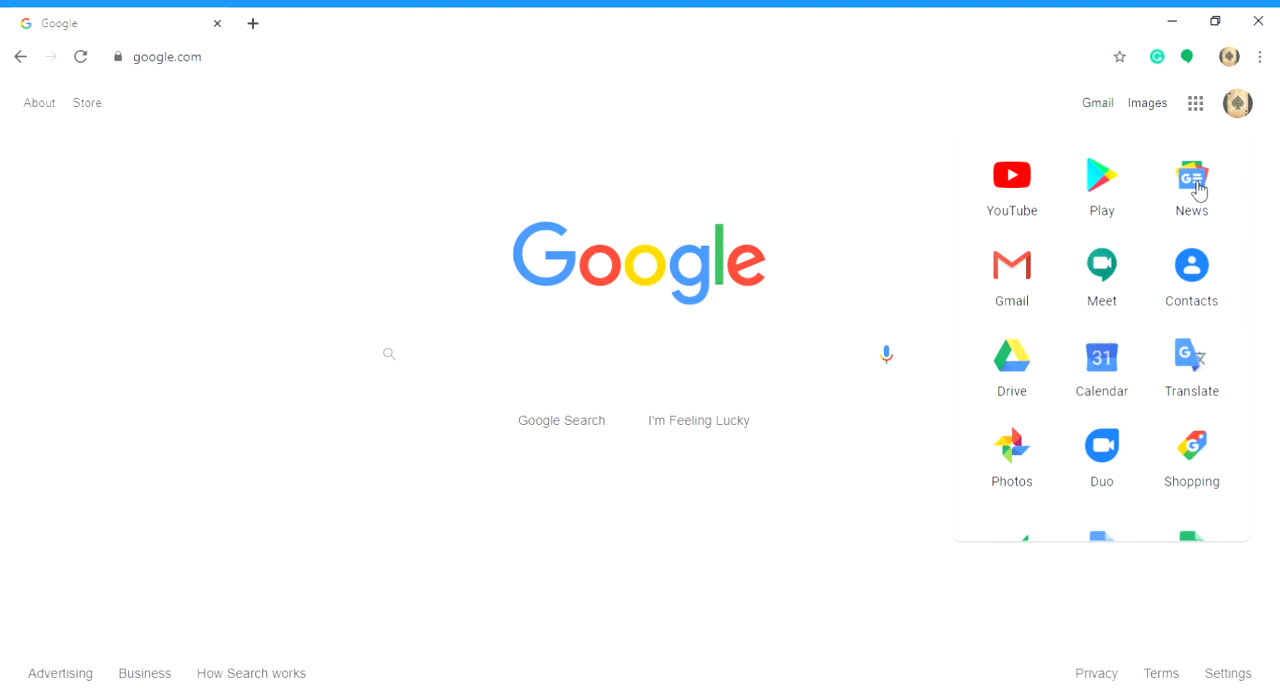 Google
google.com
About Store
Gmail Images
Google
YouTube Play News
Gmail Meet Contacts
31
Drive Calendar Translate
Photos Duo Shopping
Google Search I'm Feeling Lucky
Advertising Business How Search works
Privacy Terms Settings